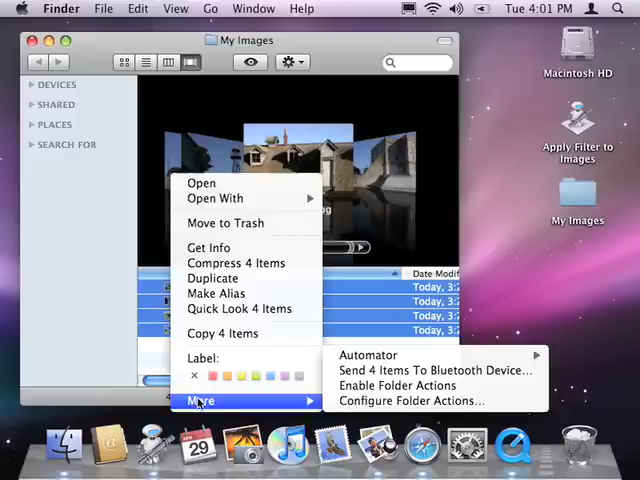 Finder File Edit View Go Window Help Tue 4:01 PM
My Images
Macintosh HD
DEVICES
SHARED
PLACES
SEARCH FOR
Apply Filter to
Images
My Images
Open
Open With
Move to Trash
Get Info
Compress 4 Items
Duplicate
Make Alias
Quick Look 4 Items
Copy 4 Items
Label:
More
Date Modif
Today, 3:2
Today, 3:2
Today, 3:2
Today, 3:2
Automator
Send 4 Items To Bluetooth Device...
Enable Folder Actions
Configure Folder Actions...
29